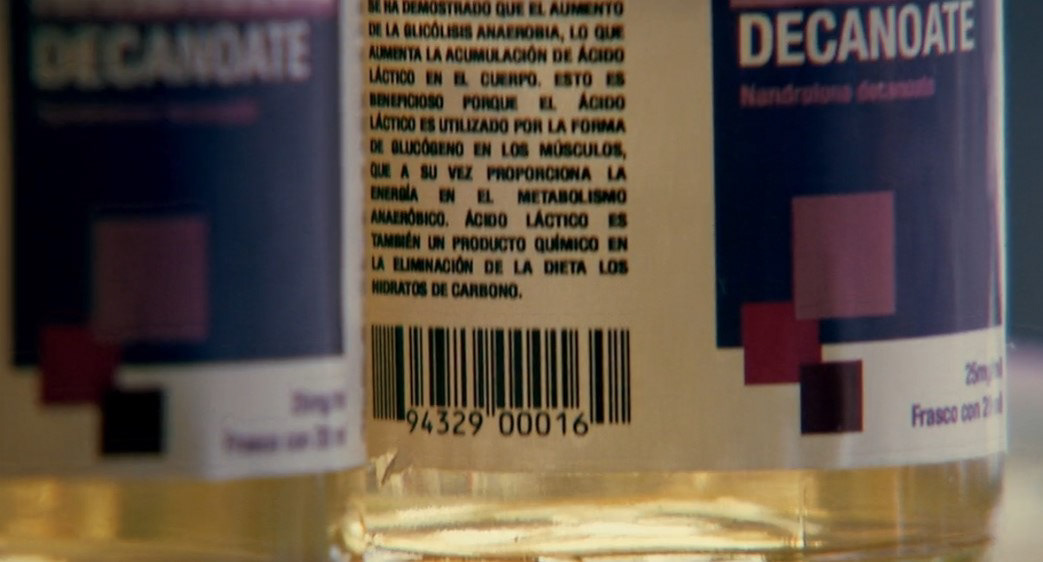 DECANOATE
SE HA DEMOSTRADO QUE EL AUMENTO
DE LA GLICÓLISIS ANAEROBIA, LO QUE
AUMENTA LA ACUMULACIÓN DE ÁCIDO
LÁCTICO EN EL CUERPO. ESTO ES
BENEFICIOSO PORQUE EL ÁCIDO
LÁCTICO ES UTILIZADO POR LA FORMA
DE GLUCÓGENO EN LOS MÚSCULOS,
QUE A SU VEZ PROPORCIONA LA
ENERGÍA EN EL METABOLISMO
ANAERÓBICO. ÁCIDO LÁCTICO ES
TAMBIÉN UN PRODUCTO QUÍMICO EN
LA ELIMINACIÓN DE LA DIETA LOS
HIDRATOS DE CARBONO.
94329 00016
DECANOATE
Nandrolona
Frasco con